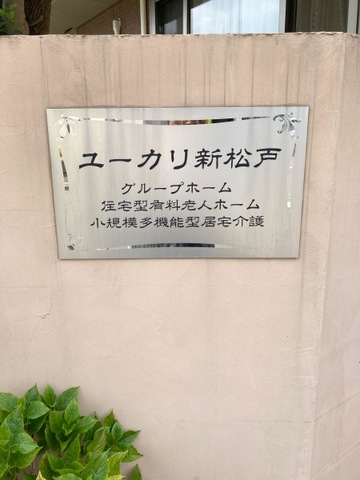 ユーカリ新松戸
グループホーム
住宅型有料老人ホーム
小規模多機能型居宅介護